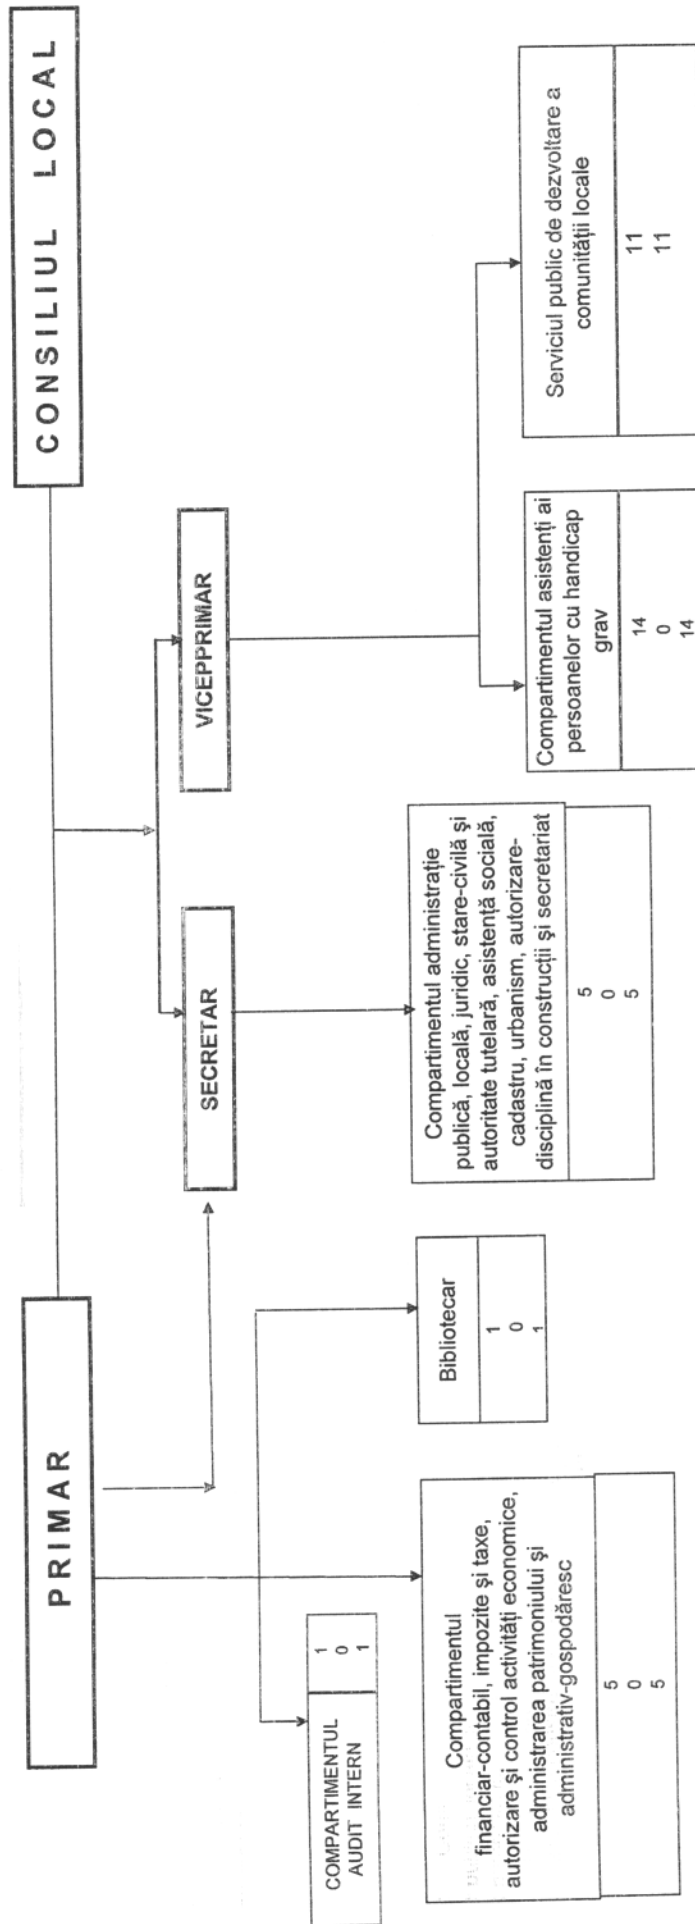 PRIMAR
CONSILIUL LOCAL
SECRETAR
VICEPPRIMAR
COMPARTIMENTUL
AUDIT INTERN
1
0
1
Compartimentul
financiar-contabil, impozite şi taxe,
autorizare şi control activităţi economice,
administrarea patrimoniului şi
administrativ-gospodăresc
5
0
5
Bibliotecar
1
0
1
Compartimentul administraţie
publică, locală, juridic, stare-civilă şi
autoritate tutelară, asistenţă socială,
cadastru, urbanism, autorizare-
disciplină în construcţii şi secretariat
5
0
5
Compartimentul asistenţi ai
persoanelor cu handicap
grav
14
0
14
Serviciul public de dezvoltare a
comunităţii locale
11
11